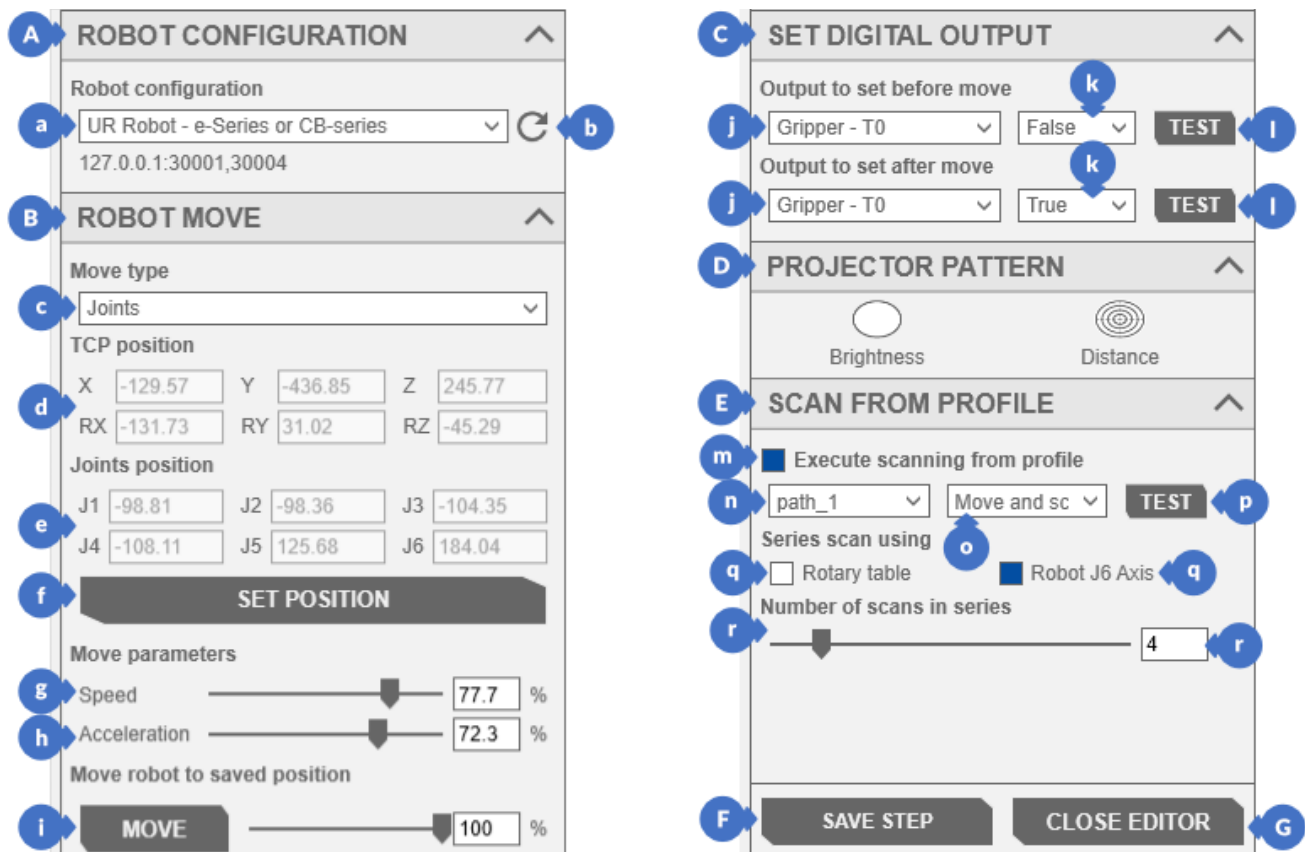 A ROBOT CONFIGURATION
Robot configuration
a UR Robot - e-Series or CB-series b
127.0.0.1:30001,30004
B ROBOT MOVE
Move type
c Joints
TCP position
X -129.57 Y -436.85 Z 245.77
d
RX -131.73 RY 31.02 RZ -45.29
Joints position
J1 -98.81 J2 -98.36 J3 -104.35
e
J4 -108.11 J5 125.68 J6 184.04
f SET POSITION
Move parameters
g Speed 77.7 %
h Acceleration 72.3 %
Move robot to saved position
i MOVE 100 %
C SET DIGITAL OUTPUT
Output to set before move k
j Gripper - T0 False TEST l
Output to set after move k
j Gripper - T0 True TEST l
D PROJECTOR PATTERN
Brightness Distance
E SCAN FROM PROFILE
m Execute scanning from profile
n path_1 Move and sc TEST p
Series scan using o
q Rotary table Robot J6 Axis q
Number of scans in series
r 4 r
F SAVE STEP CLOSE EDITOR G